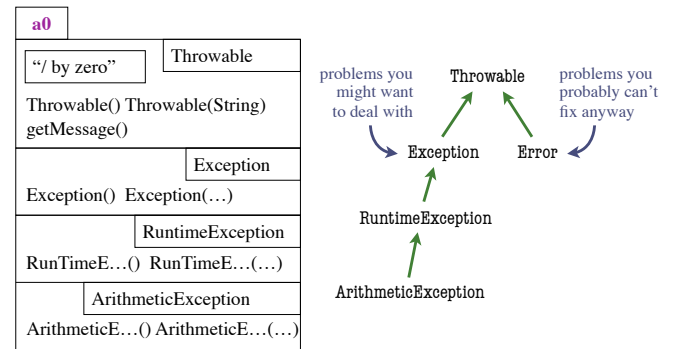 a0
Throwable
“/ by zero”
Throwable() Throwable(String)
getMessage()
Exception
Exception() Exception(…)
RuntimeException
RunTimeE…() RunTimeE…(…)
ArithmeticException
ArithmeticE…() ArithmeticE…(…)
problems you
might want
to deal with
Throwable
problems you
probably can’t
fix anyway
Exception
Error
RuntimeException
ArithmeticException